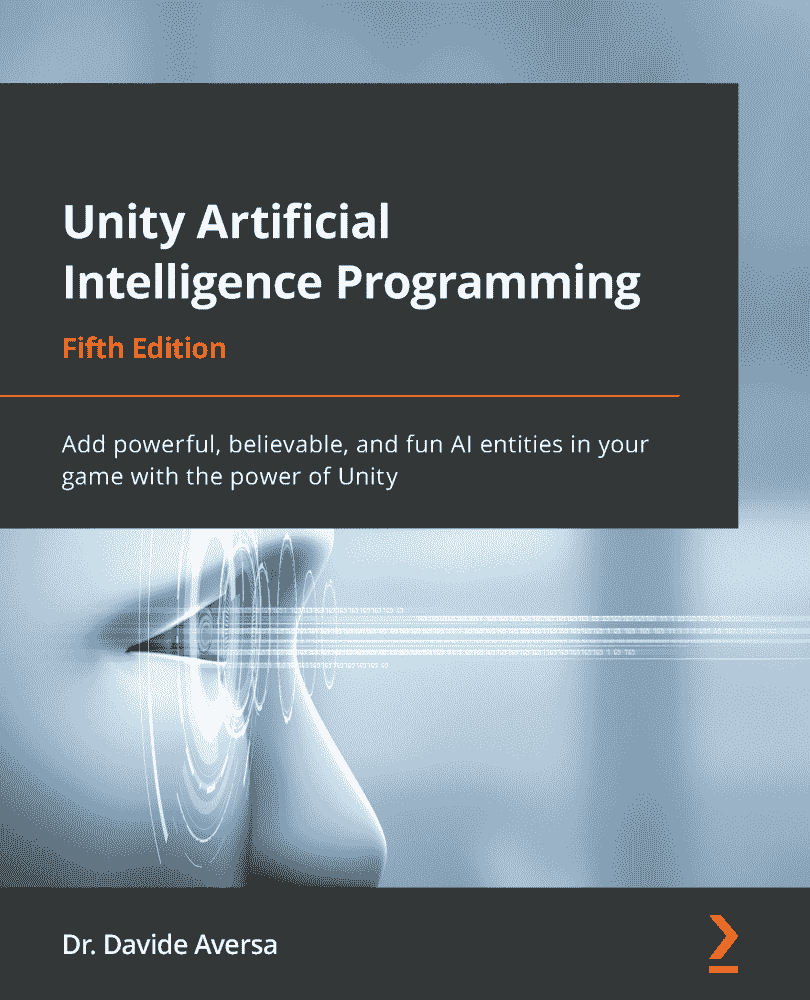 Unity Artificial
Intelligence Programming
Fifth Edition
Add powerful, believable, and fun AI entities in your
game with the power of Unity
Dr. Davide Aversa